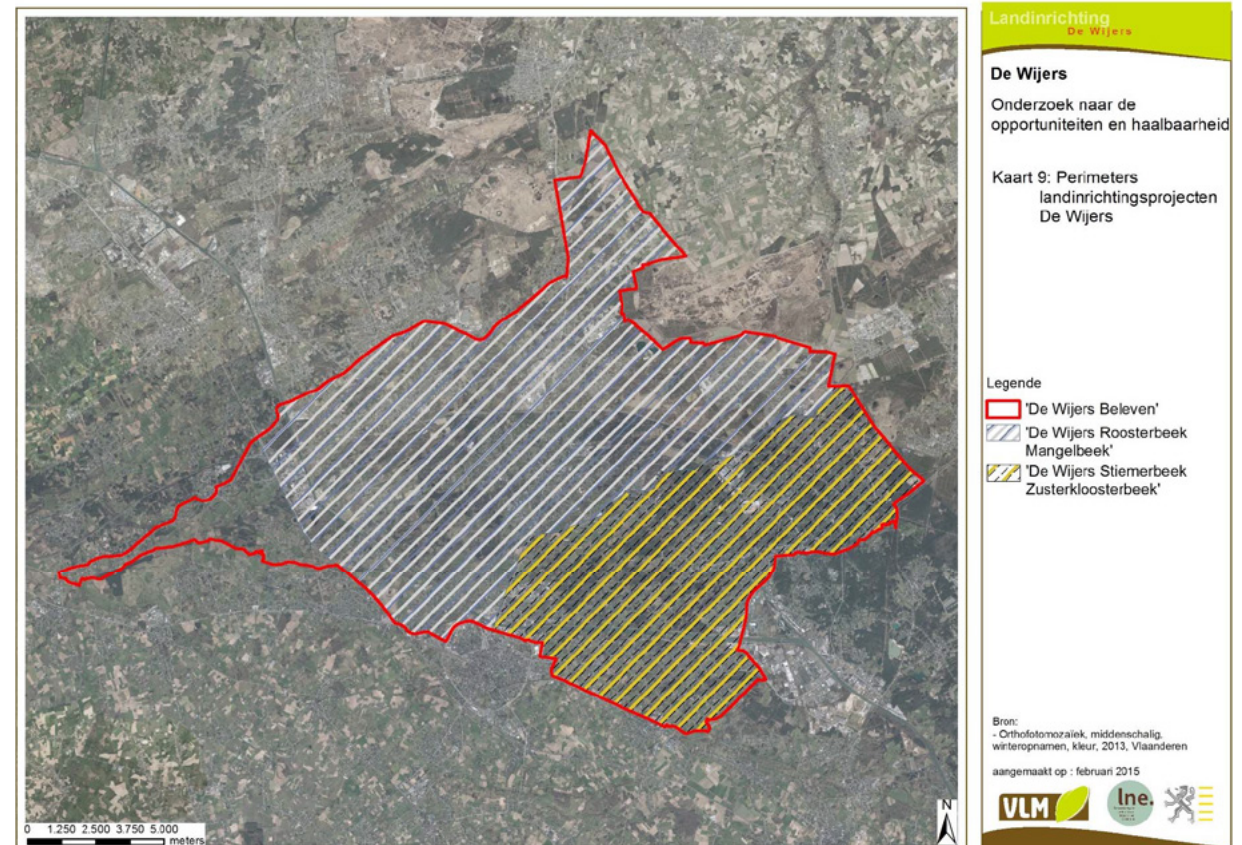 Landinrichting
De Wijers
De Wijers
Onderzoek naar de
opportuniteiten en haalbaarheid
Kaart 9: Perimeters
landinrichtingsprojecten
De Wijers
Legende
'De Wijers Beleven'
'De Wijers Roosterbeek
Mangelbeek'
'De Wijers Stiemerbeek
Zusterkloosterbeek'
Bron:
- Orthofotomozaïek, middenschalig,
winteropnamen, kleur, 2013, Vlaanderen
aangemaakt op : februari 2015
VLM
lne.
N
0 1.250 2.500 3.750 5.000
meters